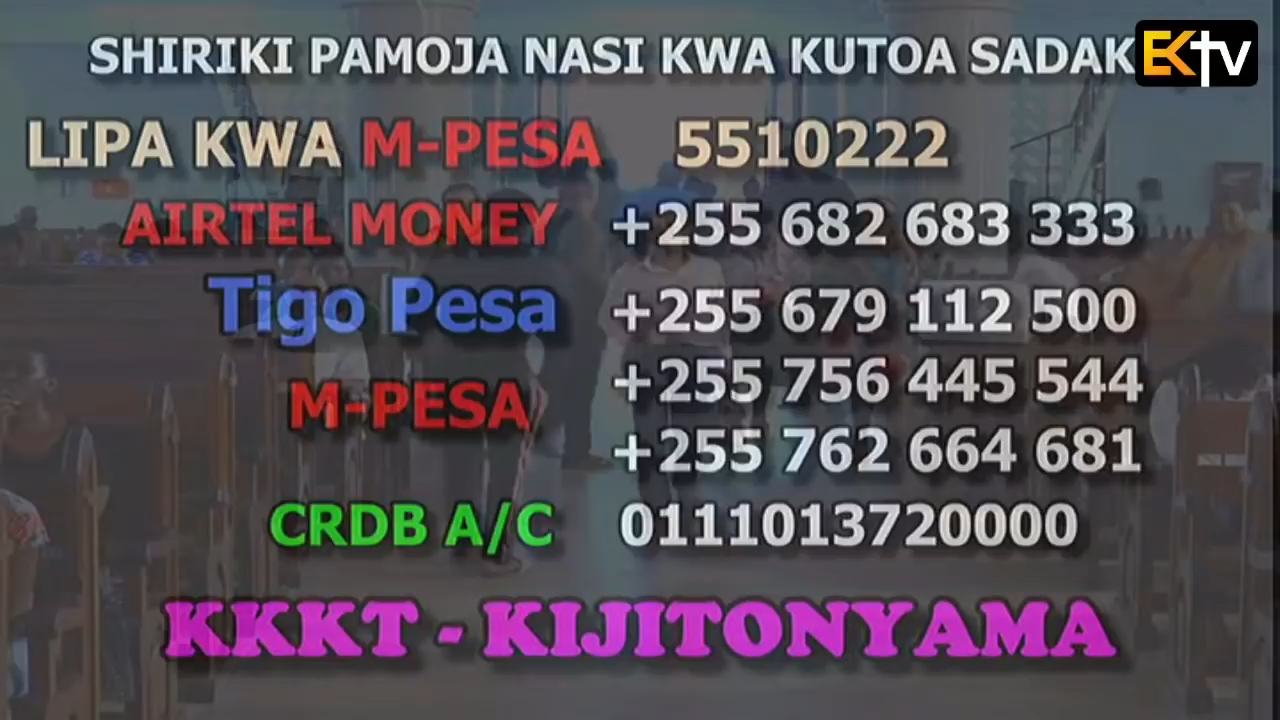 SHIRIKI PAMOJA NASI KWA KUTOA SADAK
EKtv
LIPA KWA M-PESA 5510222
AIRTEL MONEY +255 682 683 333
Tigo Pesa +255 679 112 500
M-PESA +255 756 445 544
+255 762 664 681
CRDB A/C 0111013720000
KKKT - KIJITONYAMA